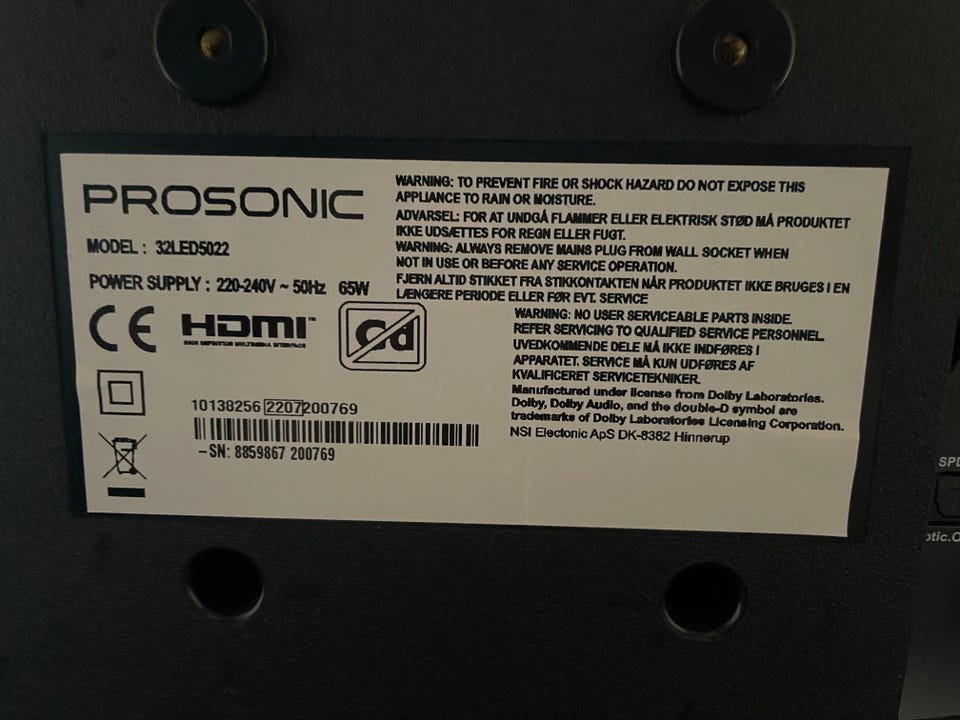 PROSONIC
MODEL : 32LED5022
POWER SUPPLY : 220-240V ~ 50Hz 65W
CE HDMI™ Pb
HIGH DEFINITION MULTIMEDIA INTERFACE
10138256 2207 200769
-SN: 8859867 200769
WARNING: TO PREVENT FIRE OR SHOCK HAZARD DO NOT EXPOSE THIS
APPLIANCE TO RAIN OR MOISTURE.
ADVARSEL: FOR AT UNDGÅ FLAMMER ELLER ELEKTRISK STØD MÅ PRODUKTET
IKKE UDSÆTTES FOR REGN ELLER FUGT.
WARNING: ALWAYS REMOVE MAINS PLUG FROM WALL SOCKET WHEN
NOT IN USE OR BEFORE ANY SERVICE OPERATION.
FJERN ALTID STIKKET FRA STIKKONTAKTEN NÅR PRODUKTET IKKE BRUGES I EN
LÆNGERE PERIODE ELLER FØR EVT. SERVICE
WARNING: NO USER SERVICEABLE PARTS INSIDE.
REFER SERVICING TO QUALIFIED SERVICE PERSONNEL.
UVEDKOMMENDE DELE MÅ IKKE INDFØRES I
APPARATET. SERVICE MÅ KUN UDFØRES AF
KVALIFICERET SERVICETEKNIKER.
Manufactured under license from Dolby Laboratories.
Dolby, Dolby Audio, and the double-D symbol are
trademarks of Dolby Laboratories Licensing Corporation.
NSI Electonic ApS DK-8382 Hinnerup